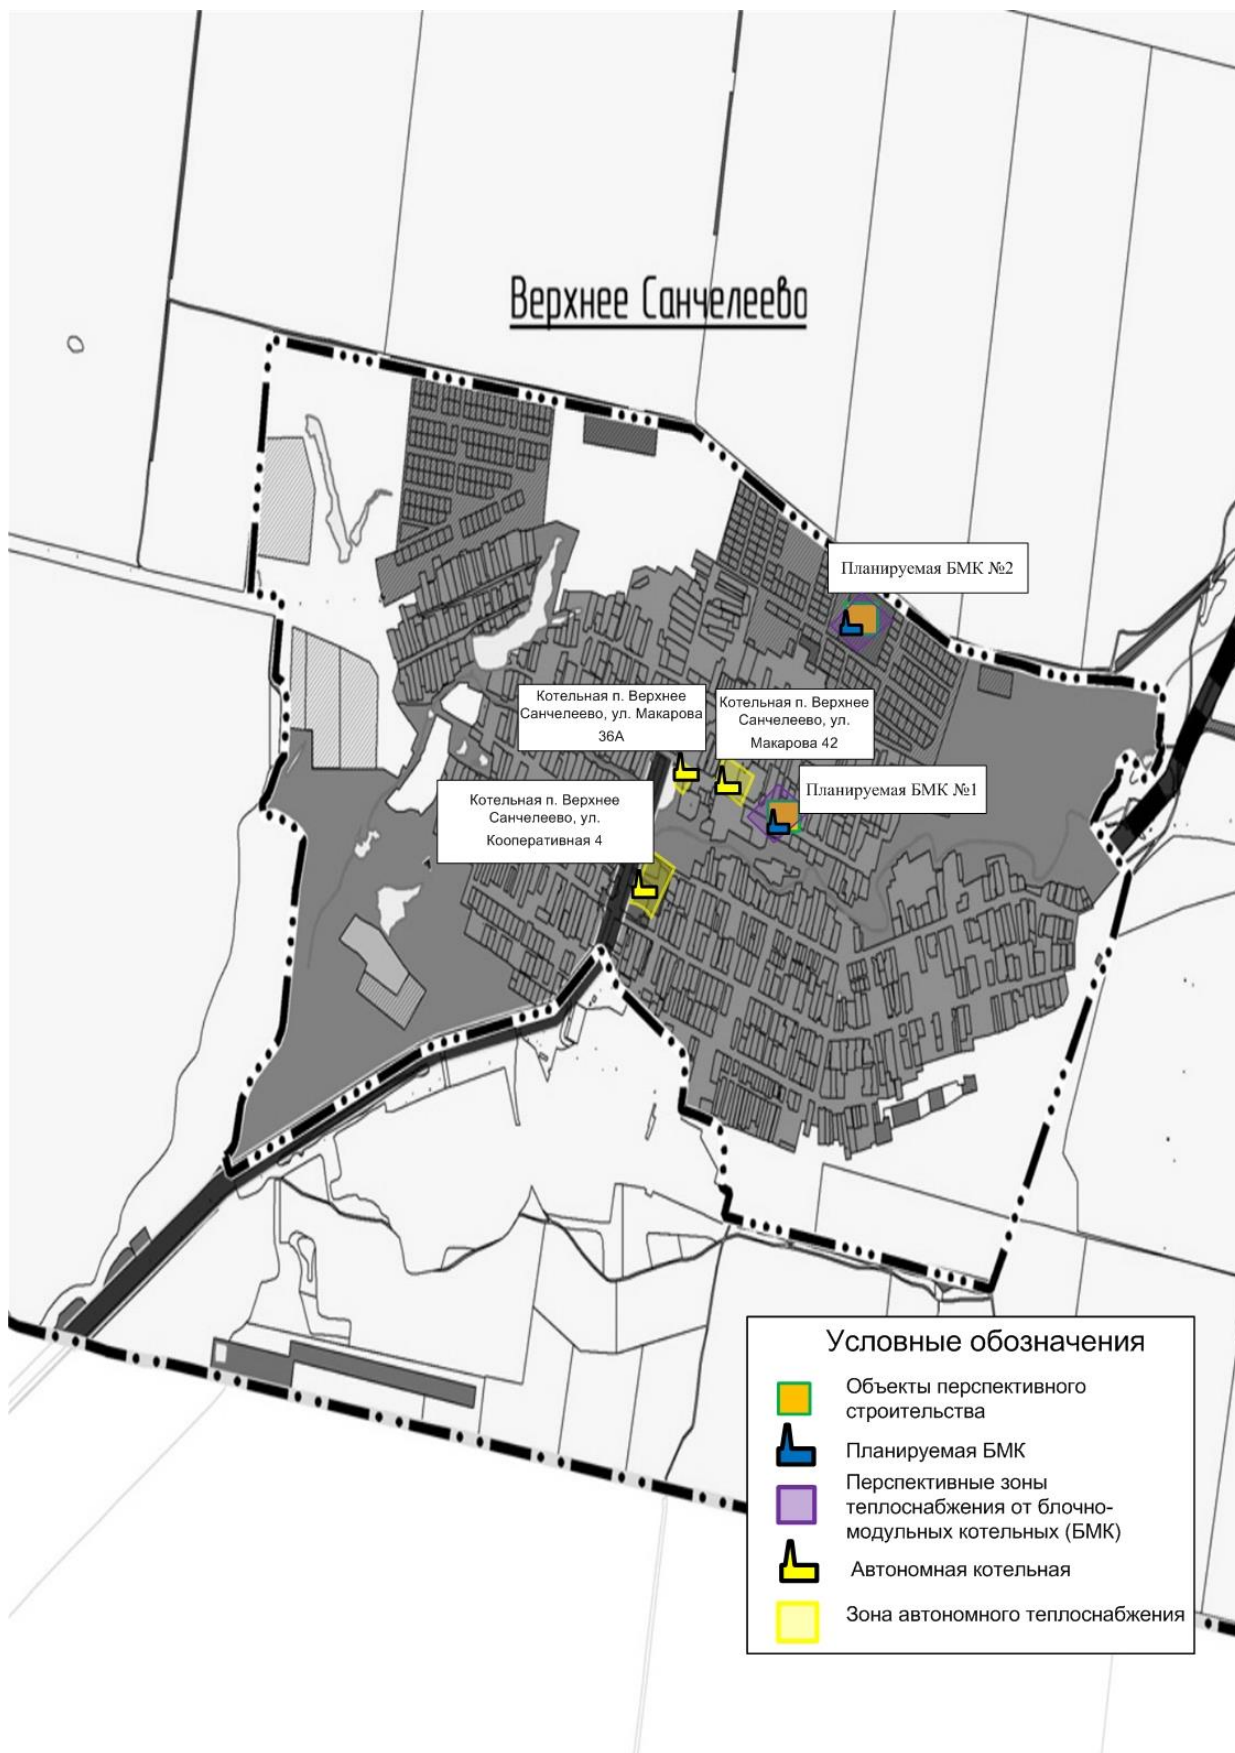 Верхнее Санчелеево
Планируемая БМК №2
Котельная п. Верхнее
Санчелеево, ул. Макарова
36А
Котельная п. Верхнее
Санчелеево, ул.
Макарова 42
Планируемая БМК №1
Котельная п. Верхнее
Санчелеево, ул.
Кооперативная 4
Условные обозначения
Объекты перспективного
строительства
Планируемая БМК
Перспективные зоны
теплоснабжения от блочно-
модульных котельных (БМК)
Автономная котельная
Зона автономного теплоснабжения